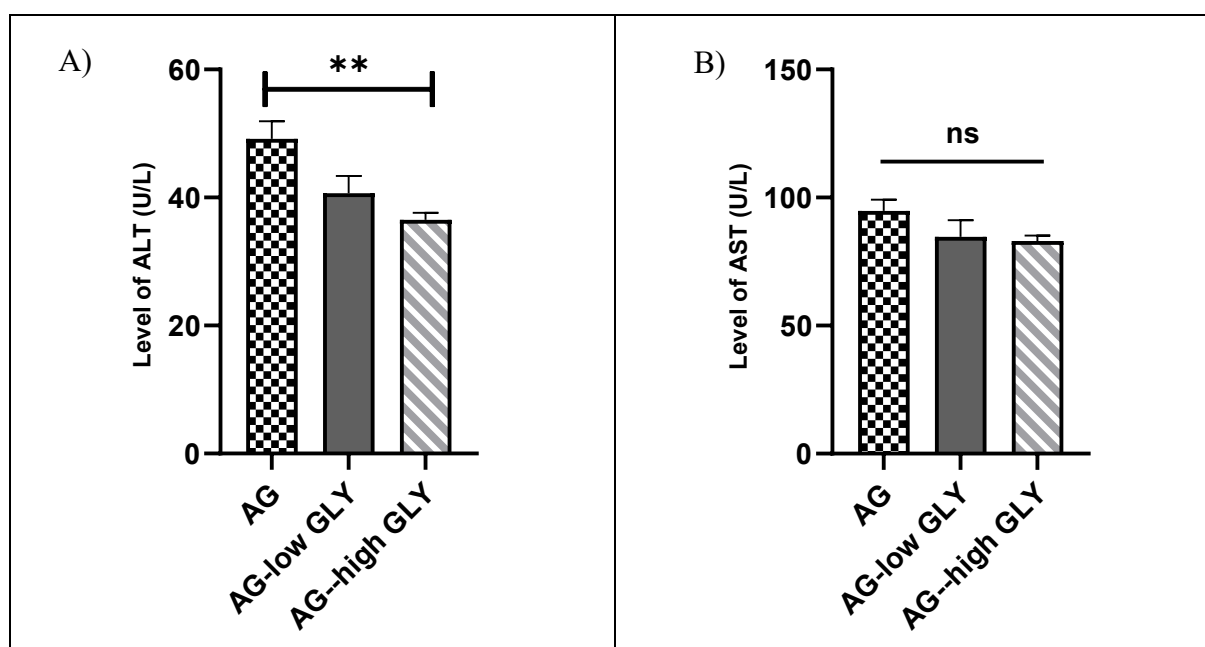 A)
**
60
40
20
0
Level of ALT (U/L)
AG
AG-low GLY
AG--high GLY
B)
ns
150
100
50
0
Level of AST (U/L)
AG
AG-low GLY
AG--high GLY